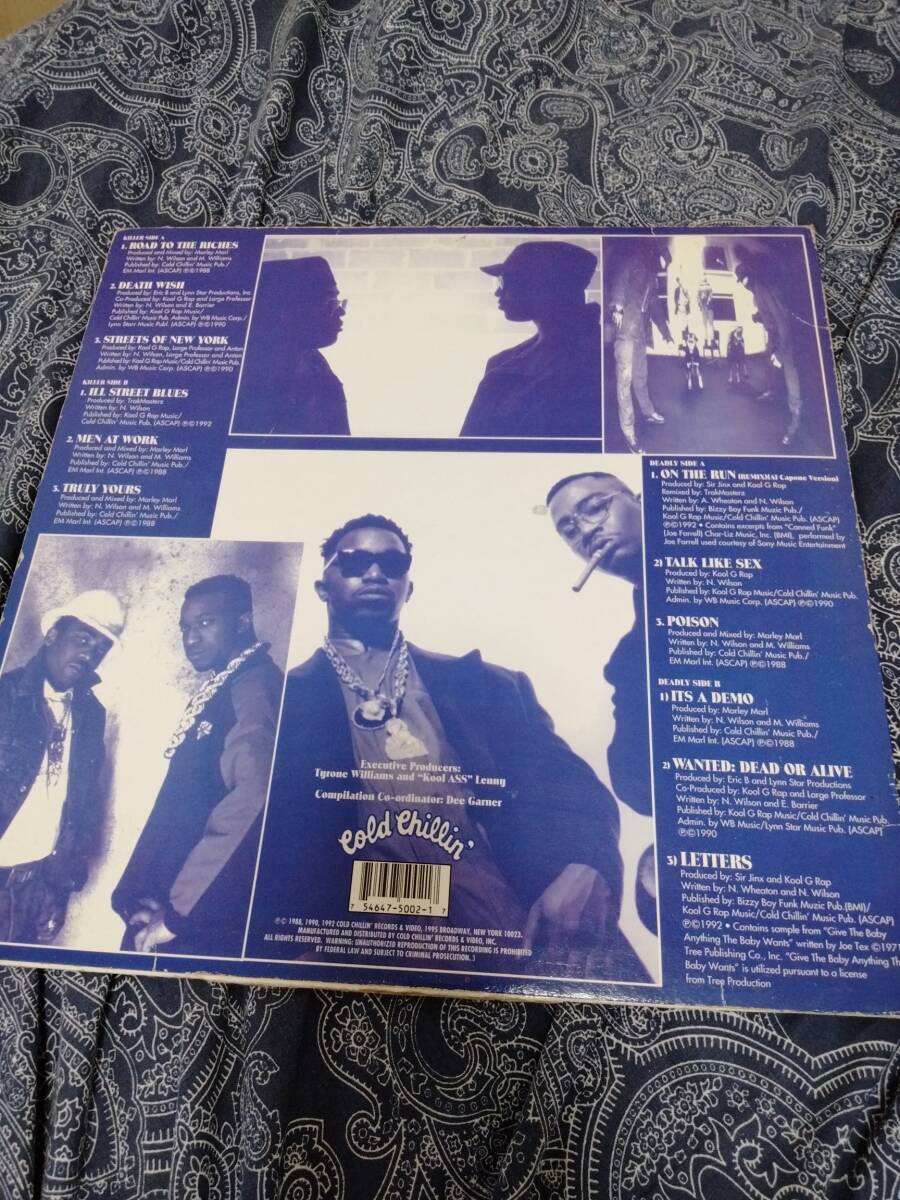 KILLER SIDE A
1. ROAD TO THE RICHES
Produced and Mixed by: Marley Marl
Written by: N. Wilson and M. Williams
Published by: Cold Chillin' Music Pub./
EM Marl Int. (ASCAP) ℗©1988
2. DEATH WISH
Produced by: Eric B and Lynn Star Productions, Inc.
Co-Produced by: Kool G Rap and Large Professor
Written by: N. Wilson and E. Barrier
Published by: Kool G Rap Music/
Cold Chillin' Music Pub. Admin. by WB Music Corp./
Lynn Starr Music Publ. (ASCAP) ℗©1990
3. STREETS OF NEW YORK
Produced by: Kool G Rap, Large Professor and Anton
Written by: N. Wilson, Large Professor and Anton
Published by: Kool G Rap Music/Cold Chillin' Music Pub.
Admin. by WB Music Corp. (ASCAP) ℗©1990
KILLER SIDE B
1. ILL STREET BLUES
Produced by: TrakMasterz
Written by: N. Wilson
Published by: Kool G Rap Music/
Cold Chillin' Music Pub. (ASCAP) ℗©1992
2. MEN AT WORK
Produced and Mixed by: Marley Marl
Written by: N. Wilson and M. Williams
Published by: Cold Chillin' Music Pub./
EM Marl Int. (ASCAP) ℗©1988
3. TRULY YOURS
Produced and Mixed by: Marley Marl
Written by: N. Wilson and M. Williams
Published by: Cold Chillin' Music Pub./
EM Marl Int. (ASCAP) ℗©1988
DEADLY SIDE A
1. ON THE RUN (REMIX)(Al Capone Version)
Produced by: Sir Jinx and Kool G Rap
Remixed by: TrakMasterz
Written by: A. Wheaton and N. Wilson
Published by: Bizzy Boy Funk Muzic Pub./
Kool G Rap Music/Cold Chillin' Music Pub. (ASCAP)
℗©1992 • Contains excerpts from "Canned Funk"
(Joe Farrell) Char-Liz Music, Inc. (BMI), performed by
Joe Farrell used courtesy of Sony Music Entertainment
2) TALK LIKE SEX
Produced by: Kool G Rap
Written by: N. Wilson
Published by: Kool G Rap Music/Cold Chillin' Music Pub.
Admin. by WB Music Corp. (ASCAP) ℗©1990
3. POISON
Produced and Mixed by: Marley Marl
Written by: N. Wilson and M. Williams
Published by: Cold Chillin' Music Pub./
EM Marl Int. (ASCAP) ℗©1988
DEADLY SIDE B
1) ITS A DEMO
Produced by: Marley Marl
Written by: N. Wilson and M. Williams
Published by: Cold Chillin' Music Pub./
EM Marl Int. (ASCAP) ℗©1988
2) WANTED: DEAD OR ALIVE
Produced by: Eric B and Lynn Star Productions
Co-Produced by: Kool G Rap and Large Professor
Written by: N. Wilson and E. Barrier
Published by: Kool G Rap Music/Cold Chillin' Music Pub.
Admin. by WB Music/Lynn Star Music Pub. (ASCAP)
℗©1990
3) LETTERS
Produced by: Sir Jinx and Kool G Rap
Written by: N. Wheaton and N. Wilson
Published by: Bizzy Boy Funk Muzic Pub.(BMI)/
Kool G Rap Music/Cold Chillin' Music Pub. (ASCAP)
℗©1992 • Contains sample from "Give The Baby
Anything The Baby Wants" written by Joe Tex ©1971
Tree Publishing Co., Inc. "Give The Baby Anything The
Baby Wants" is utilized pursuant to a license
from Tree Production
Executive Producers:
Tyrone Williams and "Kool ASS" Lenny
Compilation Co-ordinator: Dee Garner
Cold Chillin'
7 54647-5002-1 7
℗© 1988, 1990, 1992 COLD CHILLIN' RECORDS & VIDEO, 1995 BROADWAY, NEW YORK 10023.
MANUFACTURED AND DISTRIBUTED BY COLD CHILLIN' RECORDS & VIDEO, INC.
ALL RIGHTS RESERVED. WARNING: UNAUTHORIZED REPRODUCTION OF THIS RECORDING IS PROHIBITED
BY FEDERAL LAW AND SUBJECT TO CRIMINAL PROSECUTION.